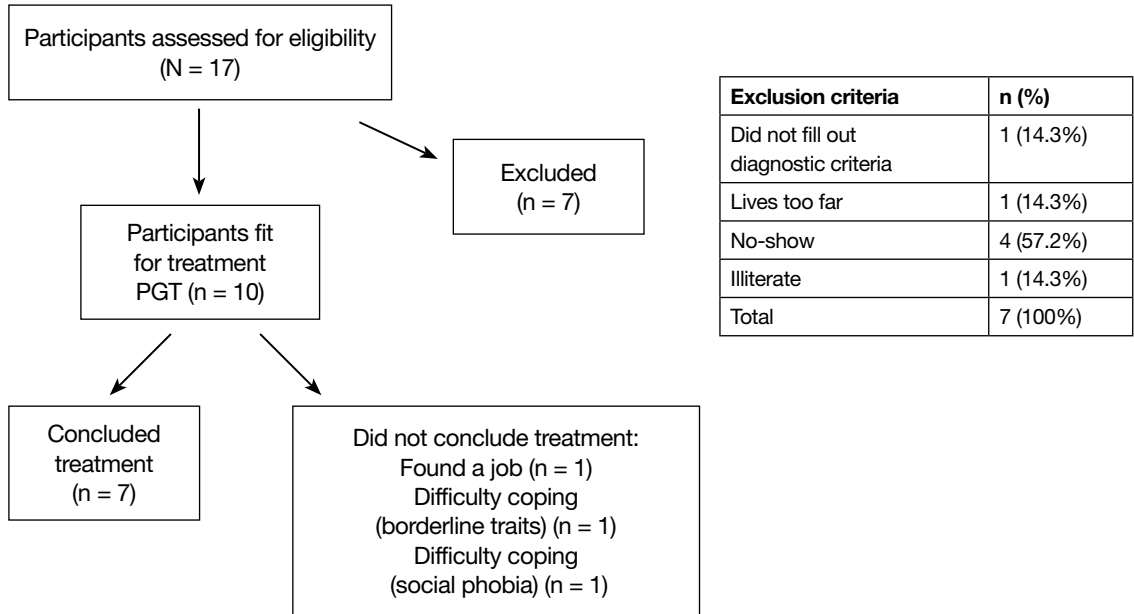 Participants assessed for eligibility
(N = 17)
Excluded
(n = 7)
Participants fit
for treatment
PGT (n = 10)
Concluded
treatment
(n = 7)
Did not conclude treatment:
Found a job (n = 1)
Difficulty coping
(borderline traits) (n = 1)
Difficulty coping
(social phobia) (n = 1)
Exclusion criteria n (%)
Did not fill out 1 (14.3%)
diagnostic criteria
Lives too far 1 (14.3%)
No-show 4 (57.2%)
Illiterate 1 (14.3%)
Total 7 (100%)